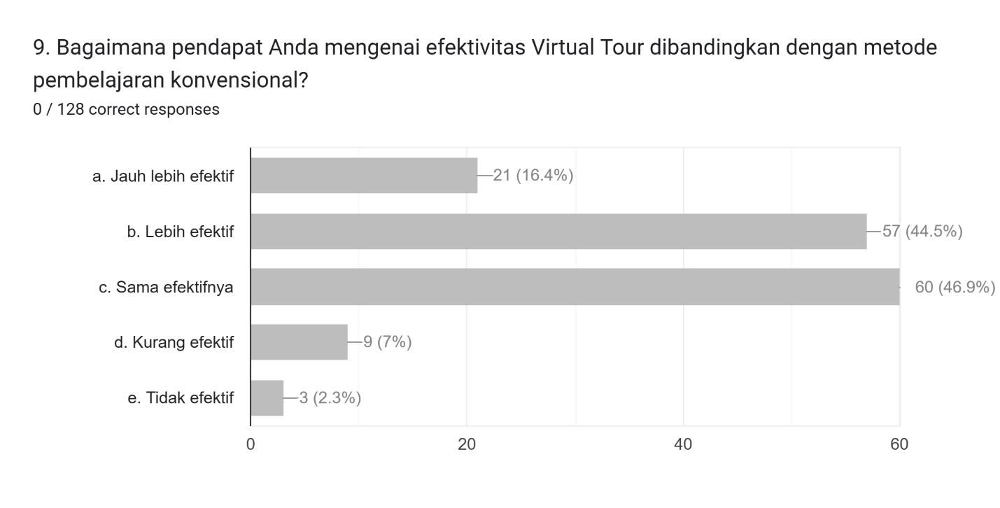 9. Bagaimana pendapat Anda mengenai efektivitas Virtual Tour dibandingkan dengan metode
pembelajaran konvensional?
0 / 128 correct responses
a. Jauh lebih efektif
21 (16.4%)
b. Lebih efektif
57 (44.5%)
c. Sama efektifnya
60 (46.9%)
d. Kurang efektif
9 (7%)
e. Tidak efektif
3 (2.3%)
0 20 40 60